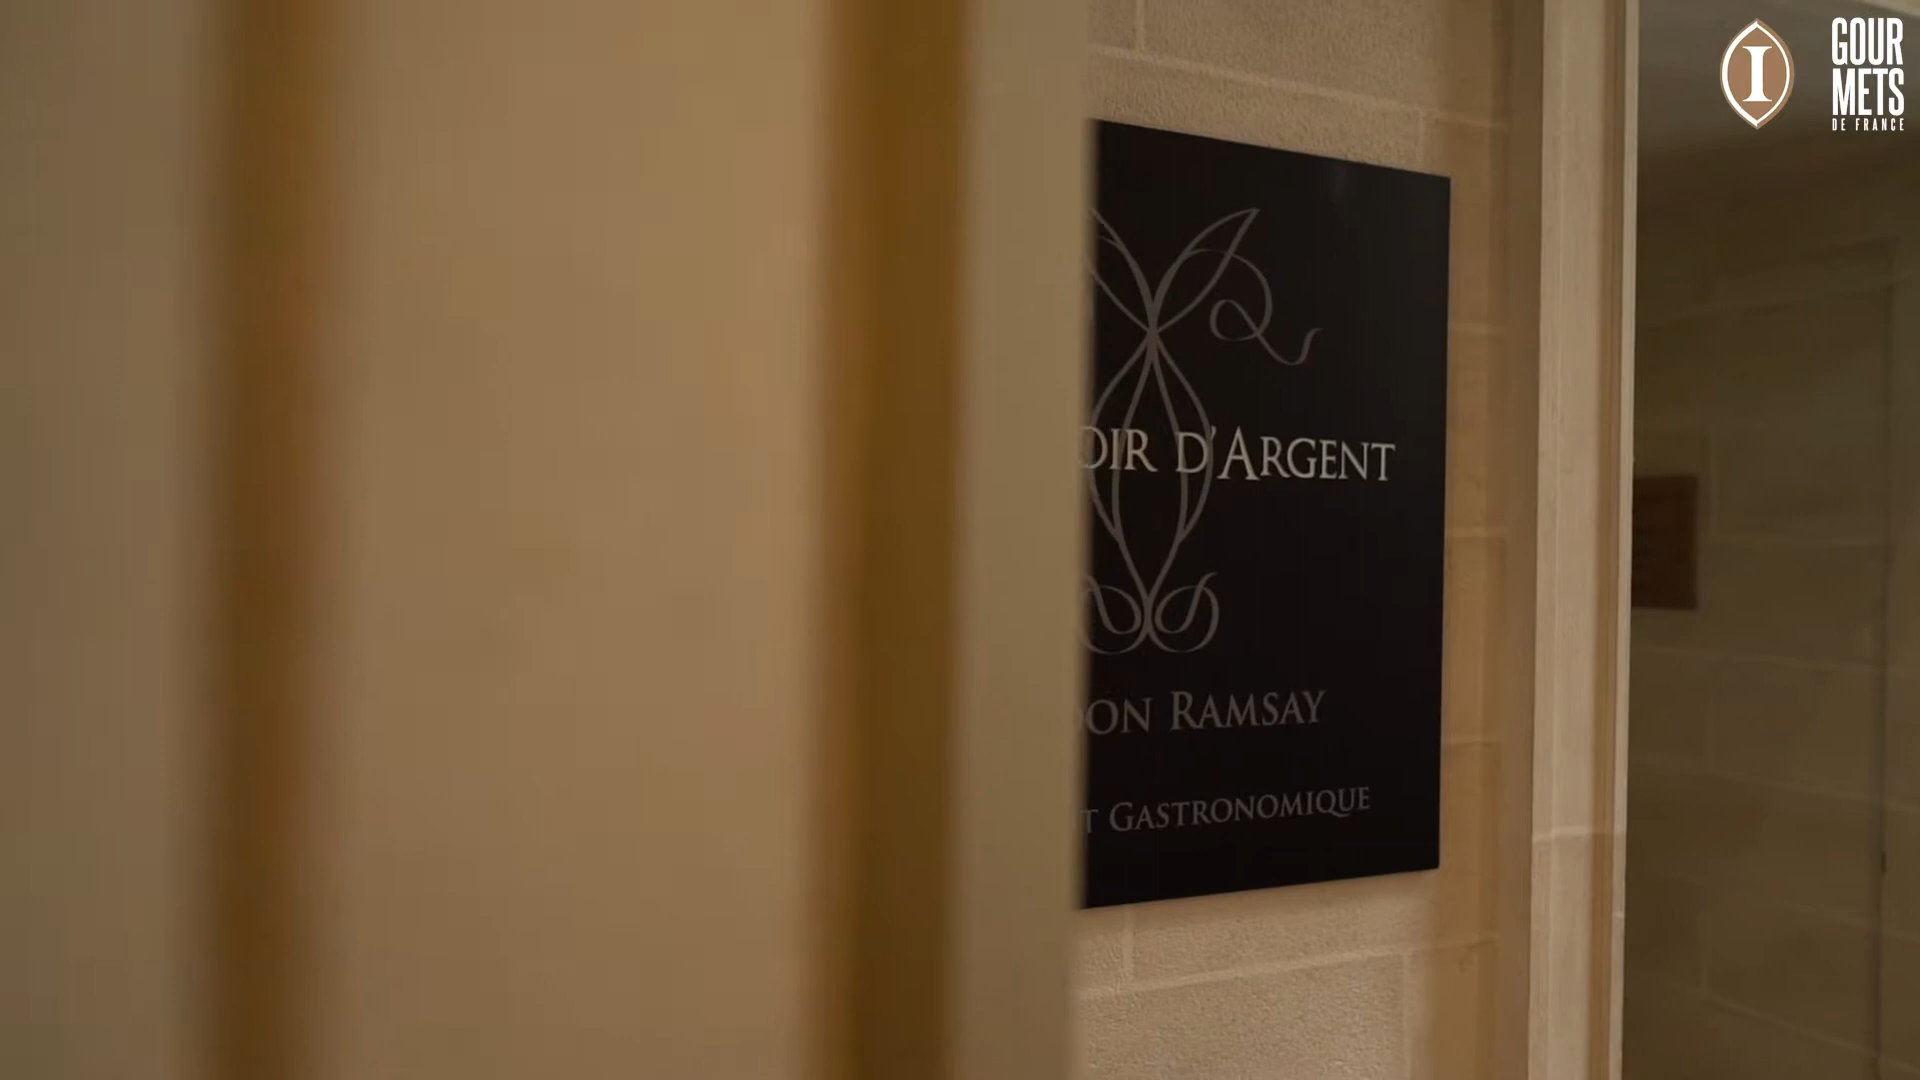 I
GOUR
METS
DE FRANCE
OIR D'ARGENT
ON RAMSAY
T GASTRONOMIQUE